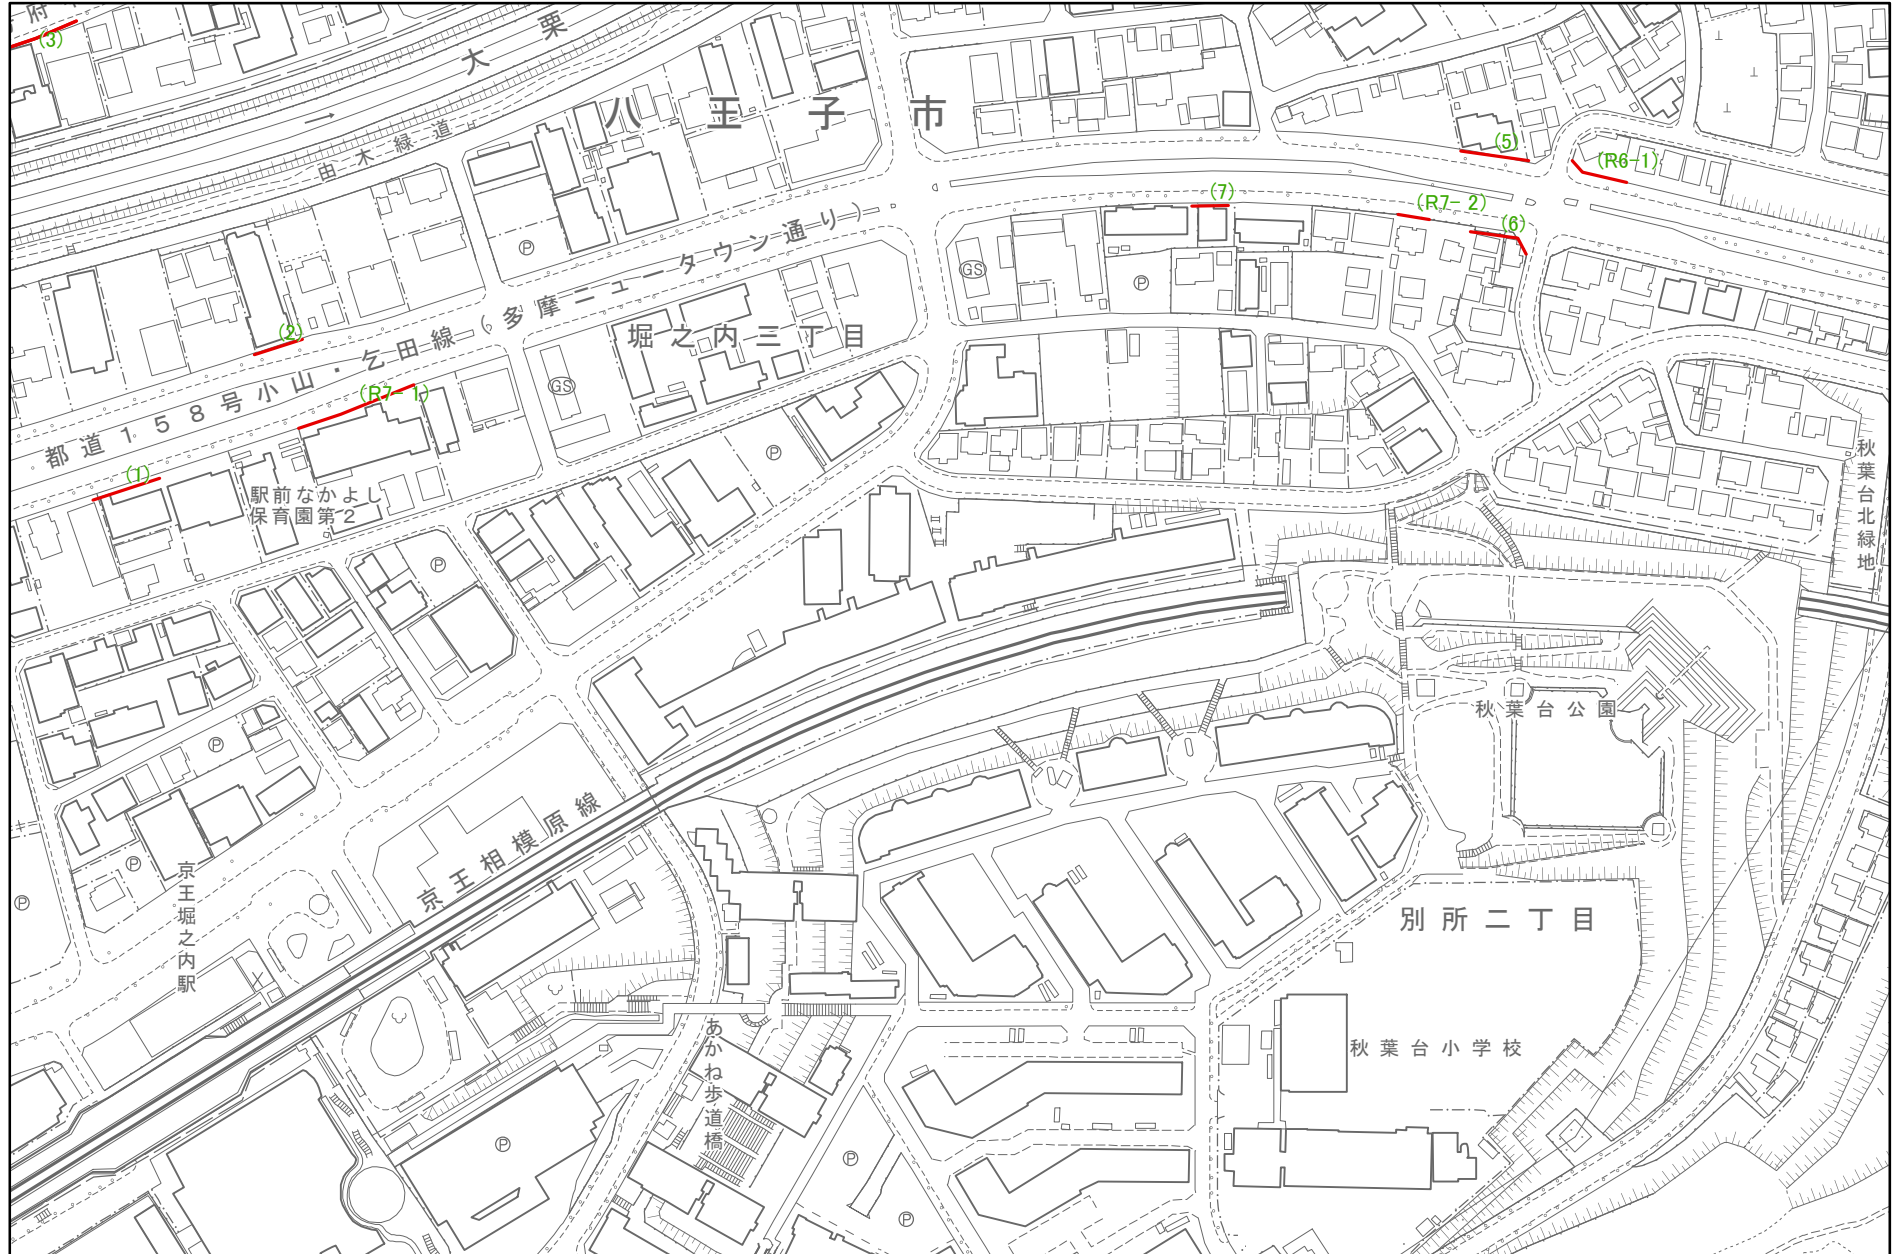 府
(3)
大栗
八王子市
由木緑道
(5)
(R6-1)
(7)
(R7-2)
(6)
GS
P
P
(2)
都道158号小山・乞田線(多摩ニュータウン通り)
堀之内三丁目
GS
(R7-1)
(1)
駅前なかよし
保育園第2
P
P
秋葉台北緑地
秋葉台公園
P
京王相模原線
P
P
京王堀之内駅
別所二丁目
あかね歩道橋
秋葉台小学校
P
P
P